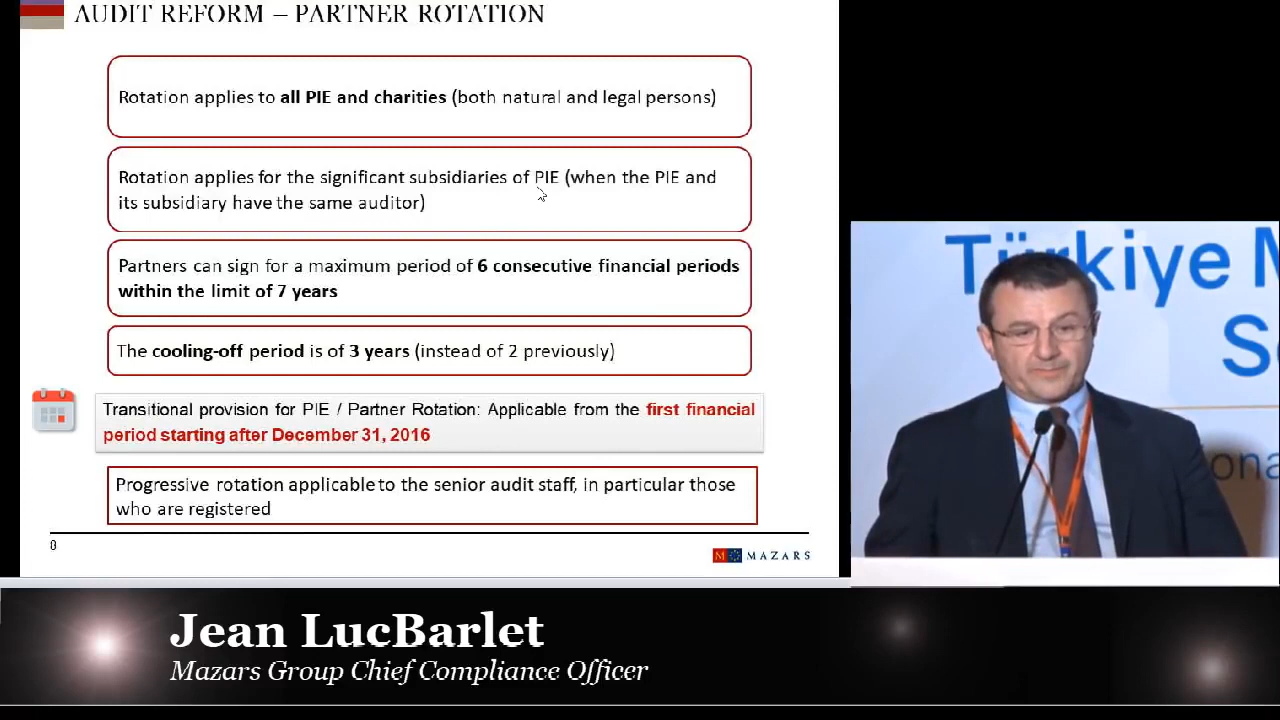 AUDIT REFORM – PARTNER ROTATION
Rotation applies to all PIE and charities (both natural and legal persons)
Rotation applies for the significant subsidiaries of PIE (when the PIE and
its subsidiary have the same auditor)
Partners can sign for a maximum period of 6 consecutive financial periods
within the limit of 7 years
The cooling-off period is of 3 years (instead of 2 previously)
Transitional provision for PIE / Partner Rotation: Applicable from the first financial
period starting after December 31, 2016
Progressive rotation applicable to the senior audit staff, in particular those
who are registered
8
M MAZARS
Türkiye M
S
ona
Jean LucBarlet
Mazars Group Chief Compliance Officer